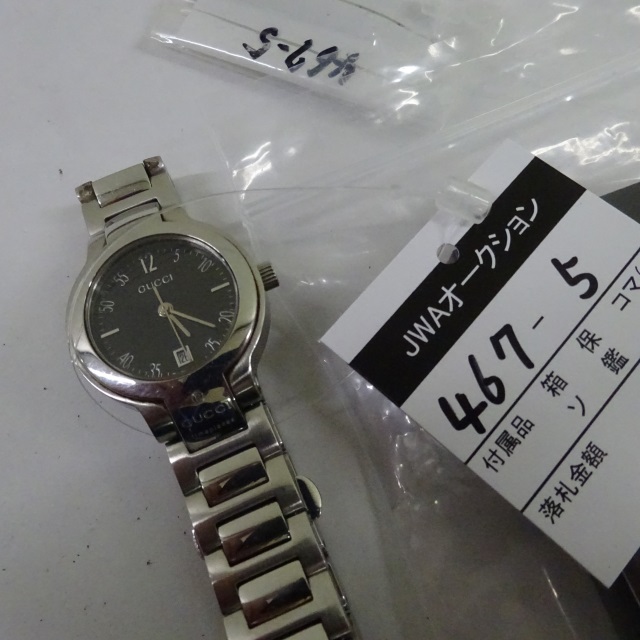 467-5
JWAオークション
467-5
付属品 箱 保 コマ
ソ 鑑
落札金額
12
GUCCI
GUCCI